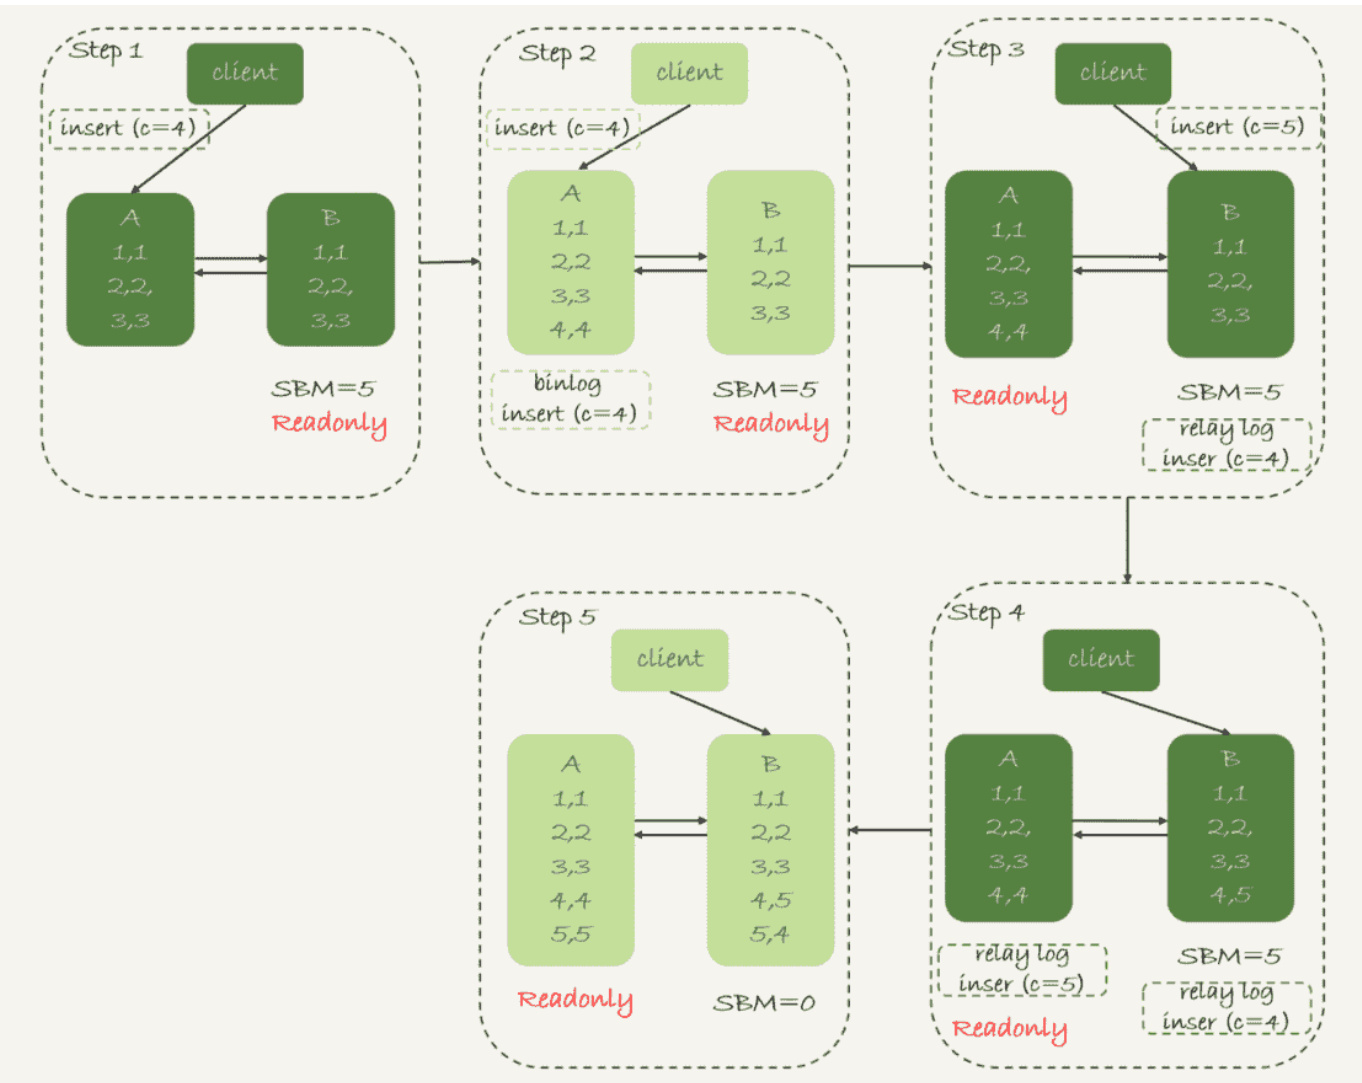 Step 1
client
insert (c=4)
A
1,1
2,2,
3,3
B
1,1
2,2,
3,3
SBM=5
Readonly
Step 2
client
insert (c=4)
A
1,1
2,2
3,3
4,4
binlog
insert (c=4)
B
1,1
2,2
3,3
SBM=5
Readonly
Step 3
client
insert (c=5)
A
1,1
2,2,
3,3
4,4
Readonly
B
1,1
2,2,
3,3
SBM=5
relay log
inser (c=4)
Step 4
client
A
1,1
2,2,
3,3
4,4
relay log
inser (c=5)
Readonly
B
1,1
2,2,
3,3
4,5
SBM=5
relay log
inser (c=4)
Step 5
client
A
1,1
2,2
3,3
4,4
5,5
Readonly
B
1,1
2,2
3,3
4,5
5,4
SBM=0